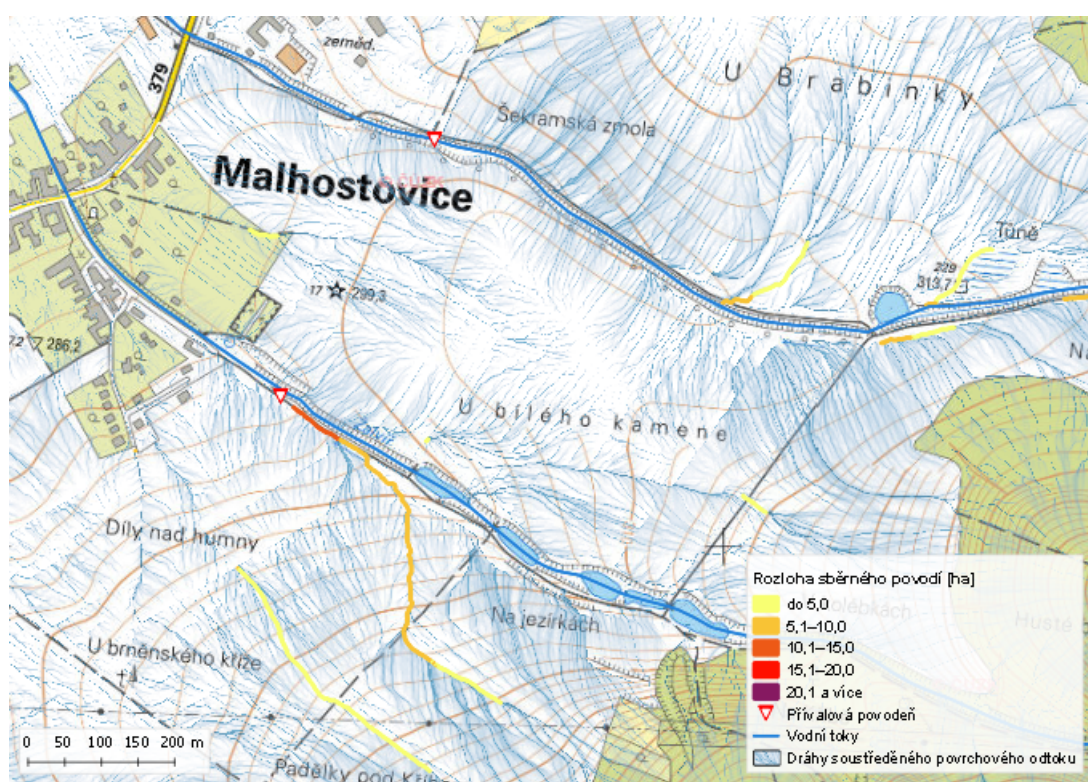 zeměd.
379
U Brabinky
Šekramská zmola
Malhostovice
© ČÚZK
Tůně
229
313,7
17 299,3
286,2
U bílého kamene
Díly nad humny
Na jezírkách
U brněnského kříže
Husté
Rozloha sběrného povodí [ha]
do 5,0
5,1–10,0
10,1–15,0
15,1–20,0
20,1 a více
Přívalová povodeň
Vodní toky
Dráhy soustředěného povrchového odtoku
0 50 100 150 200 m
Padělky pod